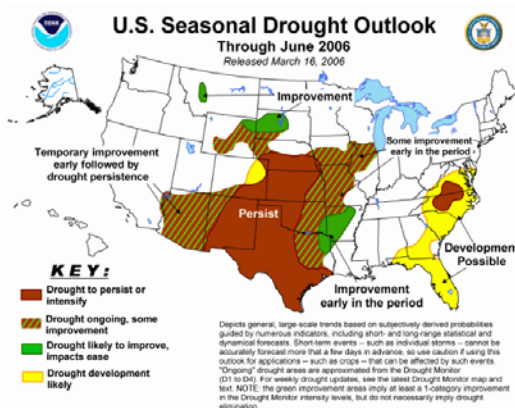 U.S. Seasonal Drought Outlook
Through June 2006
Released March 16, 2006
NOAA
Improvement
Some improvement
early in the period
Temporary improvement
early followed by
drought persistence
Persist
Development
Possible
Improvement
early in the period
KEY:
Drought to persist or
intensify
Drought ongoing, some
improvement
Drought likely to improve,
impacts ease
Drought development
likely
Depicts general, large-scale trends based on subjectively derived probabilities
guided by numerous indicators, including short- and long-range statistical and
dynamical forecasts. Short-term events -- such as individual storms -- cannot be
accurately forecast more that a few days in advance, so use caution if using this
outlook for applications -- such as crops -- that can be affected by such events.
"Ongoing" drought areas are approximated from the Drought Monitor
(D1 to D4). For weekly drought updates, see the latest Drought Monitor map and
text. NOTE: the green improvement areas imply at least a 1-category improvement
in the Drought Monitor intensity levels, but do not necessarily imply drought
elimination.